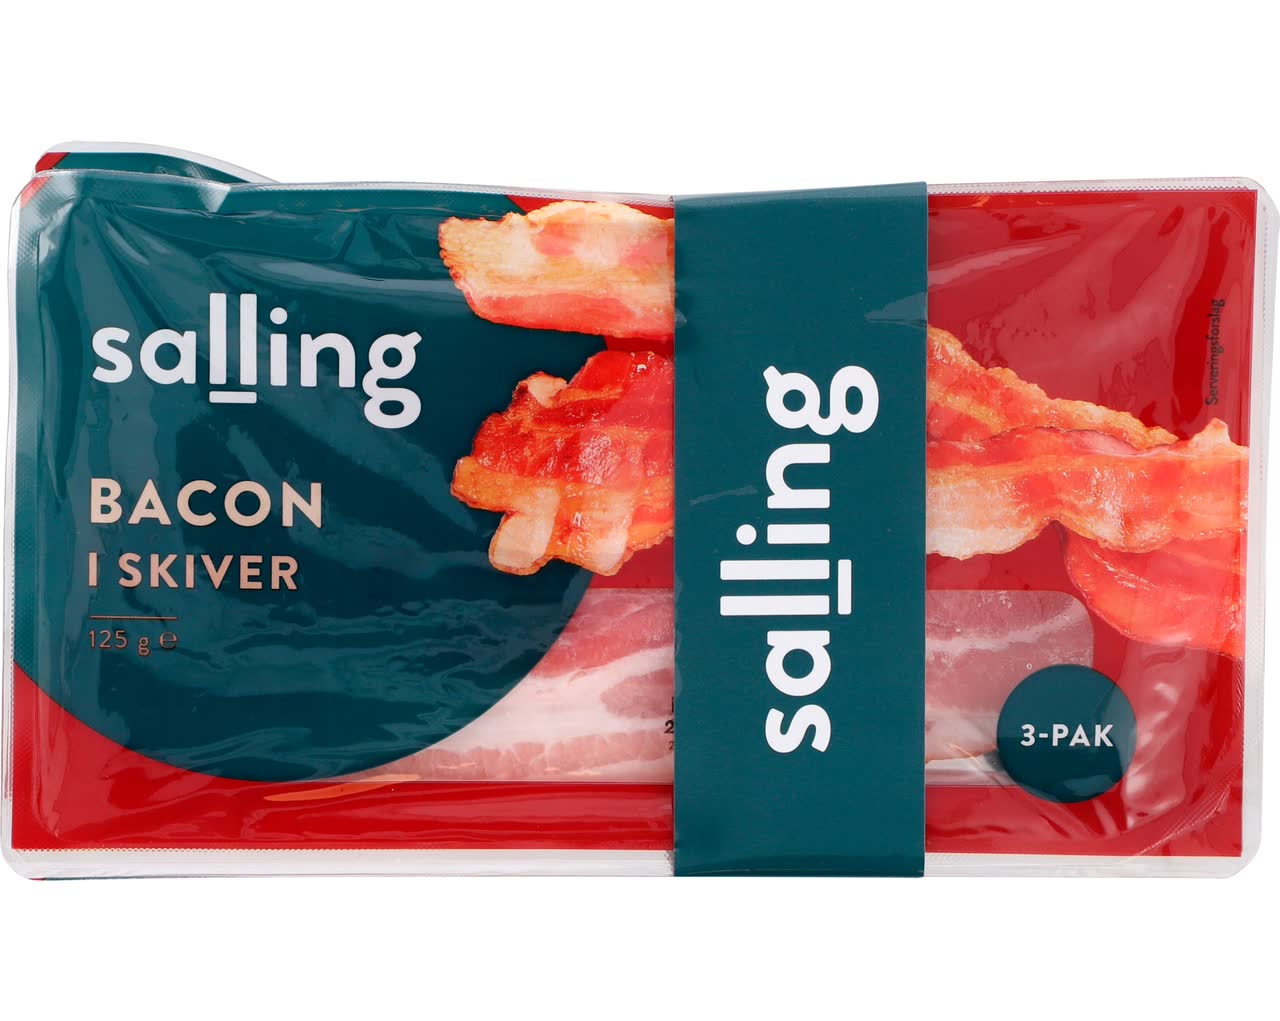 salling
BACON
I SKIVER
125 g ℮
salling
Serveringsforslag
3-PAK